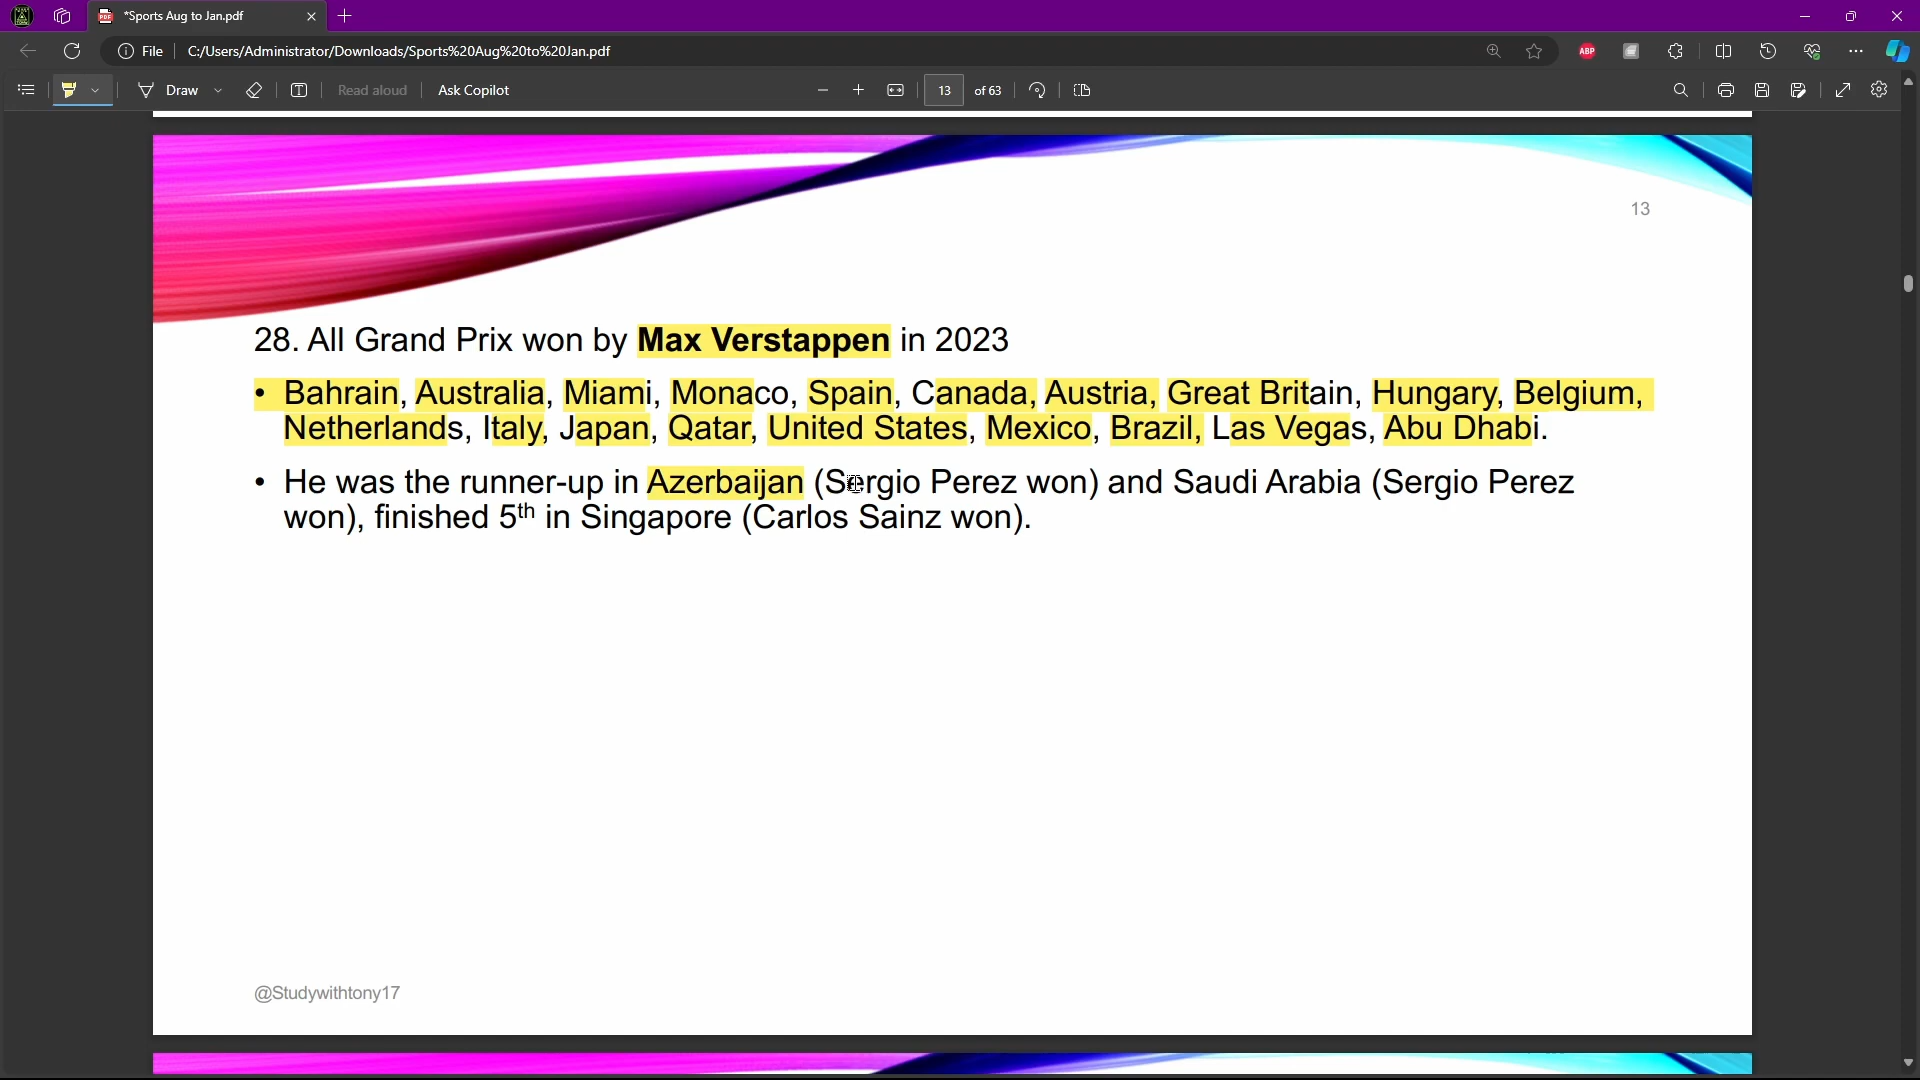 *Sports Aug to Jan.pdf
File C:/Users/Administrator/Downloads/Sports%20Aug%20to%20Jan.pdf
ABP
Draw Read aloud Ask Copilot 13 of 63
13
28. All Grand Prix won by Max Verstappen in 2023
• Bahrain, Australia, Miami, Monaco, Spain, Canada, Austria, Great Britain, Hungary, Belgium,
Netherlands, Italy, Japan, Qatar, United States, Mexico, Brazil, Las Vegas, Abu Dhabi.
• He was the runner-up in Azerbaijan (Sergio Perez won) and Saudi Arabia (Sergio Perez
won), finished 5th in Singapore (Carlos Sainz won).
@Studywithtony17